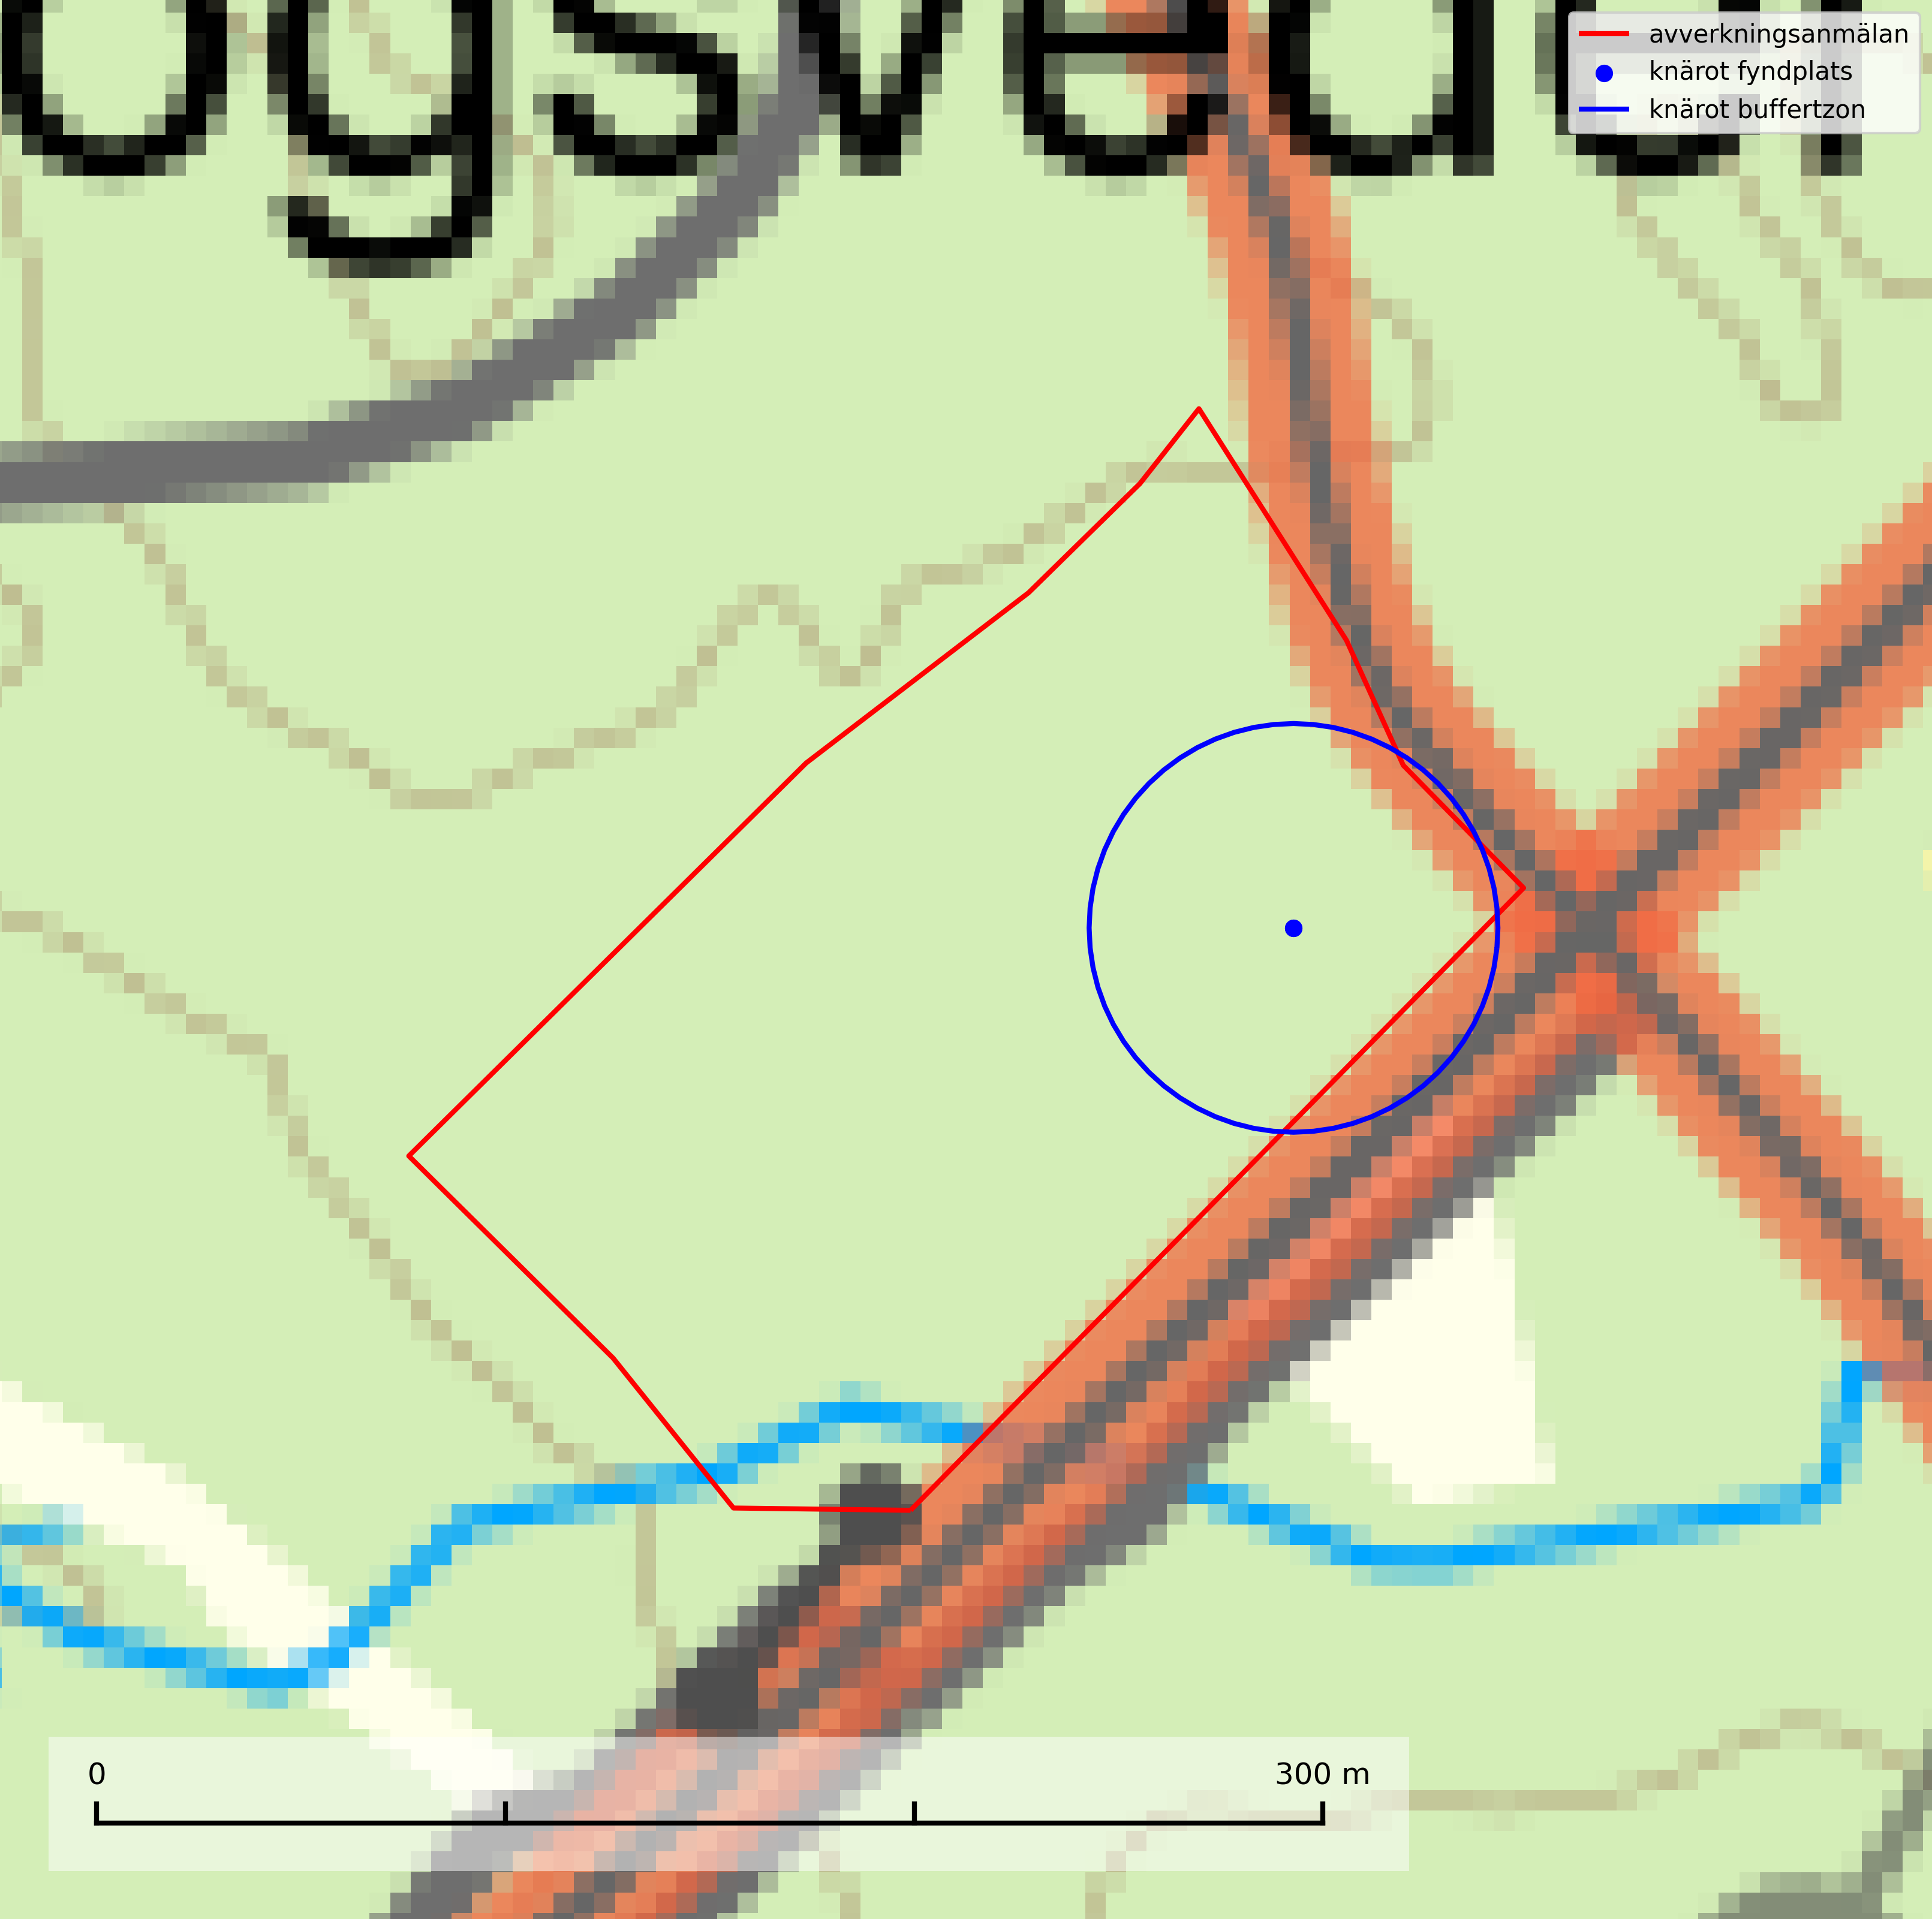 avverkningsanmälan
knärot fyndplats
knärot buffertzon
0 300 m